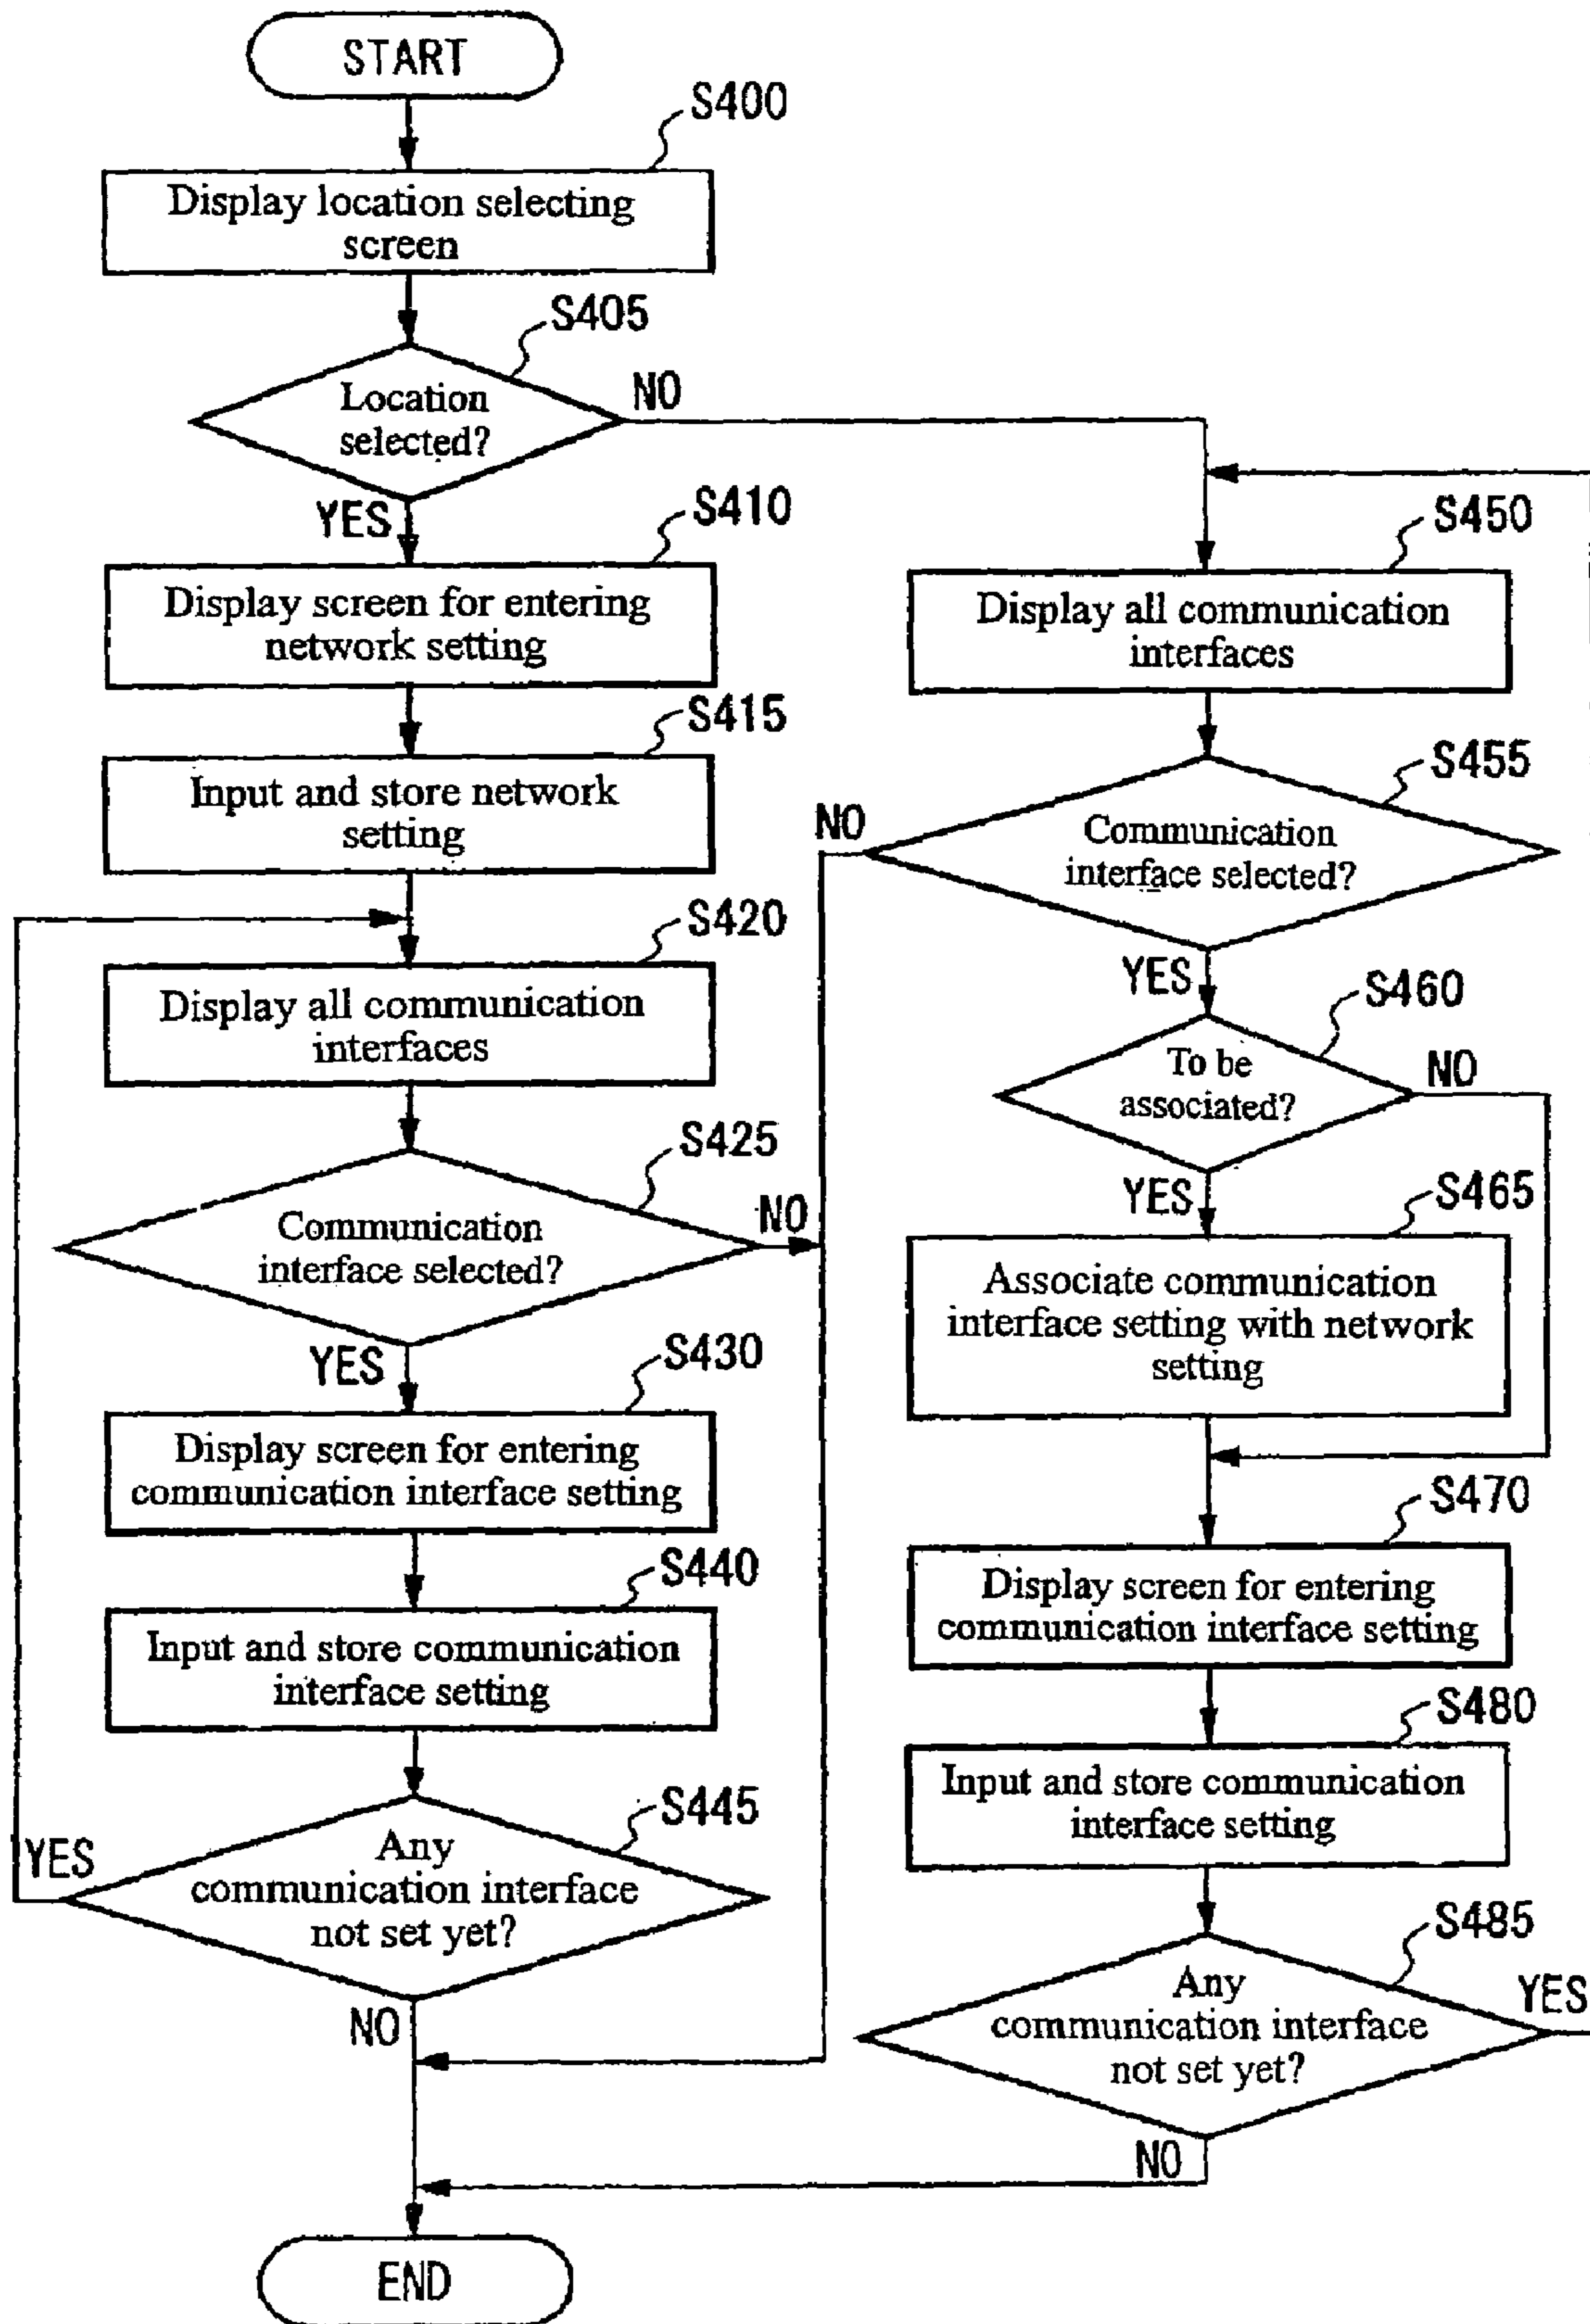 START
S400
Display location selecting
screen
S405
Location
selected?
NO
YES
S410
Display screen for entering
network setting
S415
Input and store network
setting
S420
Display all communication
interfaces
S425
Communication
interface selected?
NO
YES
S430
Display screen for entering
communication interface setting
S440
Input and store communication
interface setting
S445
Any
communication interface
not set yet?
YES
NO
S450
Display all communication
interfaces
S455
Communication
interface selected?
NO
YES
S460
To be
associated?
NO
YES
S465
Associate communication
interface setting with network
setting
S470
Display screen for entering
communication interface setting
S480
Input and store communication
interface setting
S485
Any
communication interface
not set yet?
YES
NO
END